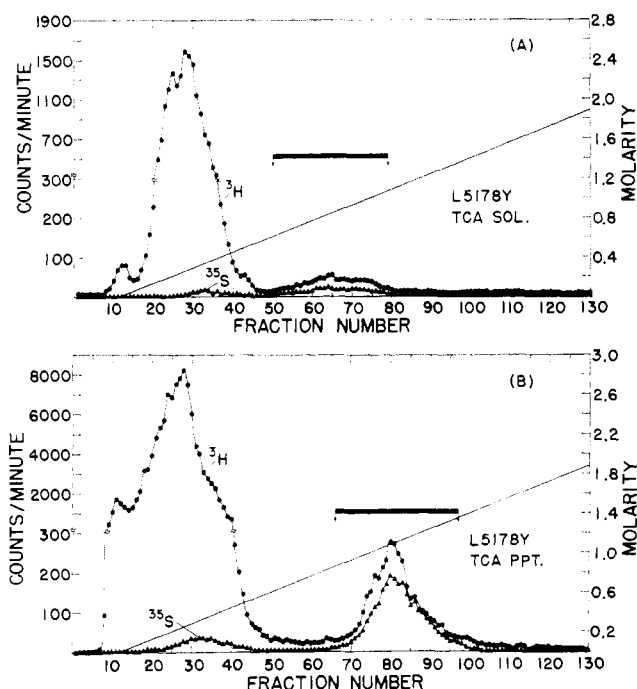 (A)
COUNTS/MINUTE
1900
1500
1100
700
300
200
100
2.8
2.4
2.0
1.6
1.2
0.8
0.4
MOLARITY
³H
³⁵S
L5178Y
TCA SOL.
10 20 30 40 50 60 70 80 90 100 110 120 130
FRACTION NUMBER
(B)
COUNTS/MINUTE
8000
6000
4000
2000
300
200
100
3.0
2.6
2.2
1.8
1.4
1.0
0.6
0.2
MOLARITY
³H
³⁵S
L5178Y
TCA PPT.
10 20 30 40 50 60 70 80 90 100 110 120 130
FRACTION NUMBER